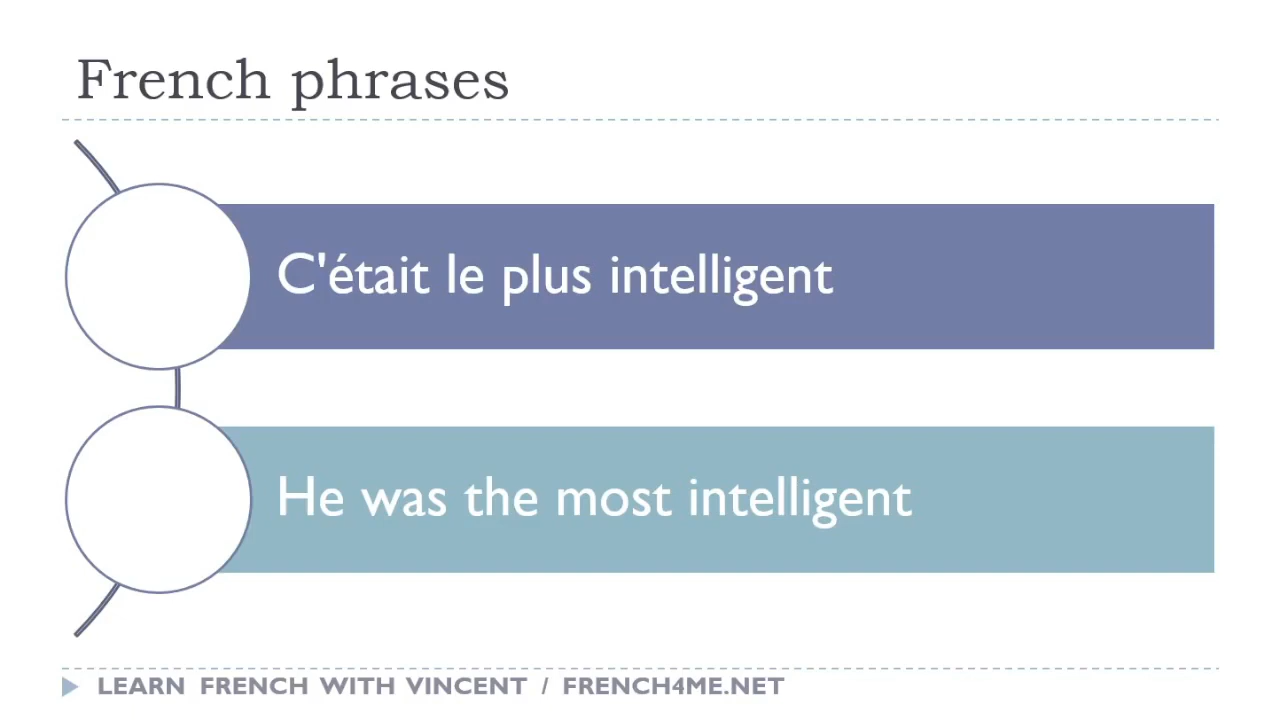 French phrases
C'était le plus intelligent
He was the most intelligent
LEARN FRENCH WITH VINCENT / FRENCH4ME.NET